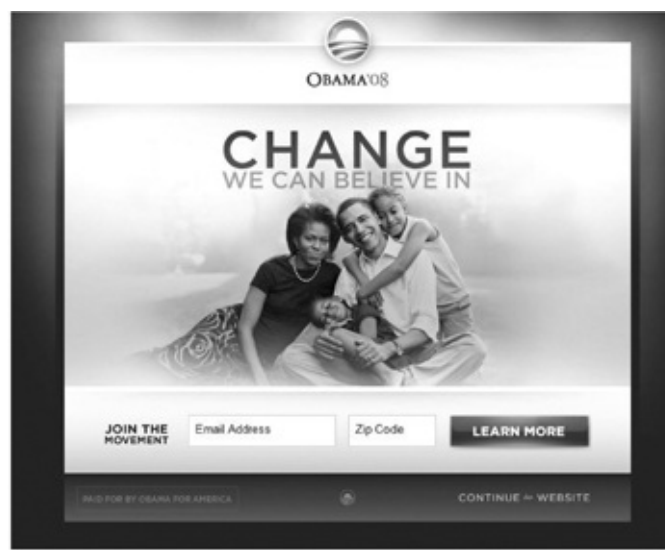 OBAMA'08
CHANGE
WE CAN BELIEVE IN
JOIN THE
MOVEMENT
Email Address
Zip Code
LEARN MORE
PAID FOR BY OBAMA FOR AMERICA
CONTINUE to WEBSITE